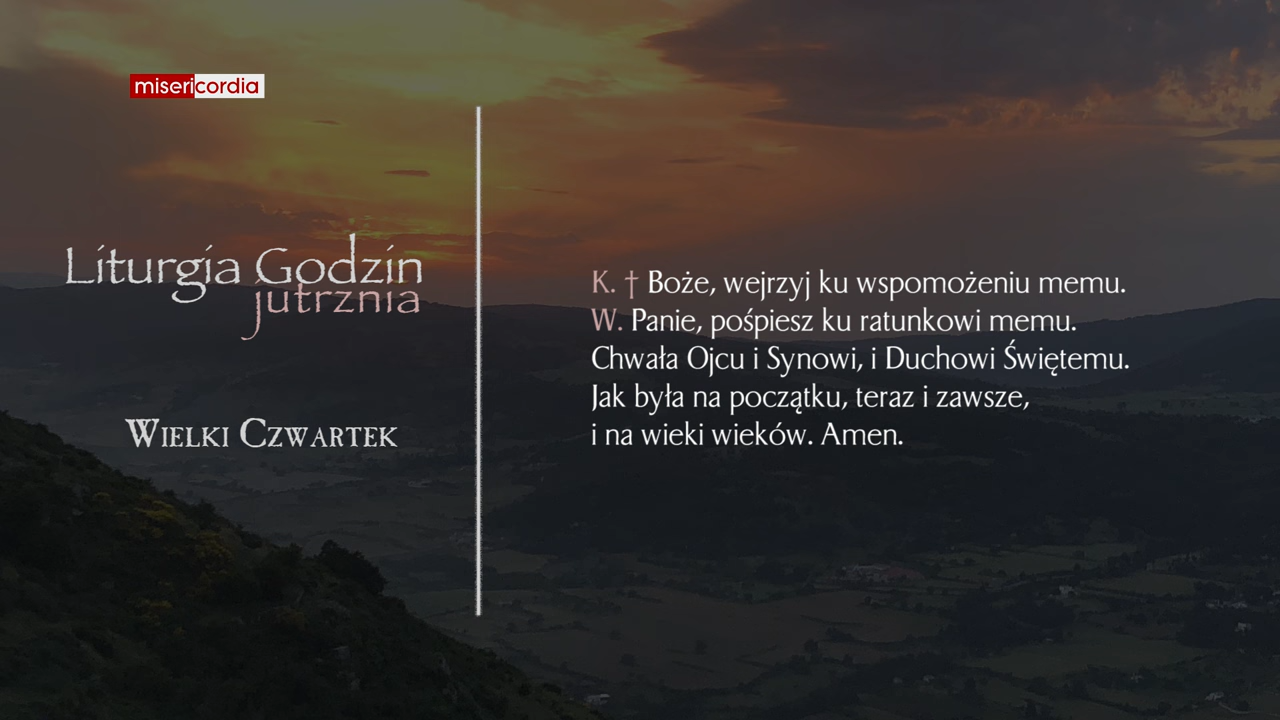 misericordia
Liturgia Godzin
jutrznia
Wielki Czwartek
K. † Boże, wejrzyj ku wspomożeniu memu.
W. Panie, pośpiesz ku ratunkowi memu.
Chwała Ojcu i Synowi, i Duchowi Świętemu.
Jak była na początku, teraz i zawsze,
i na wieki wieków. Amen.